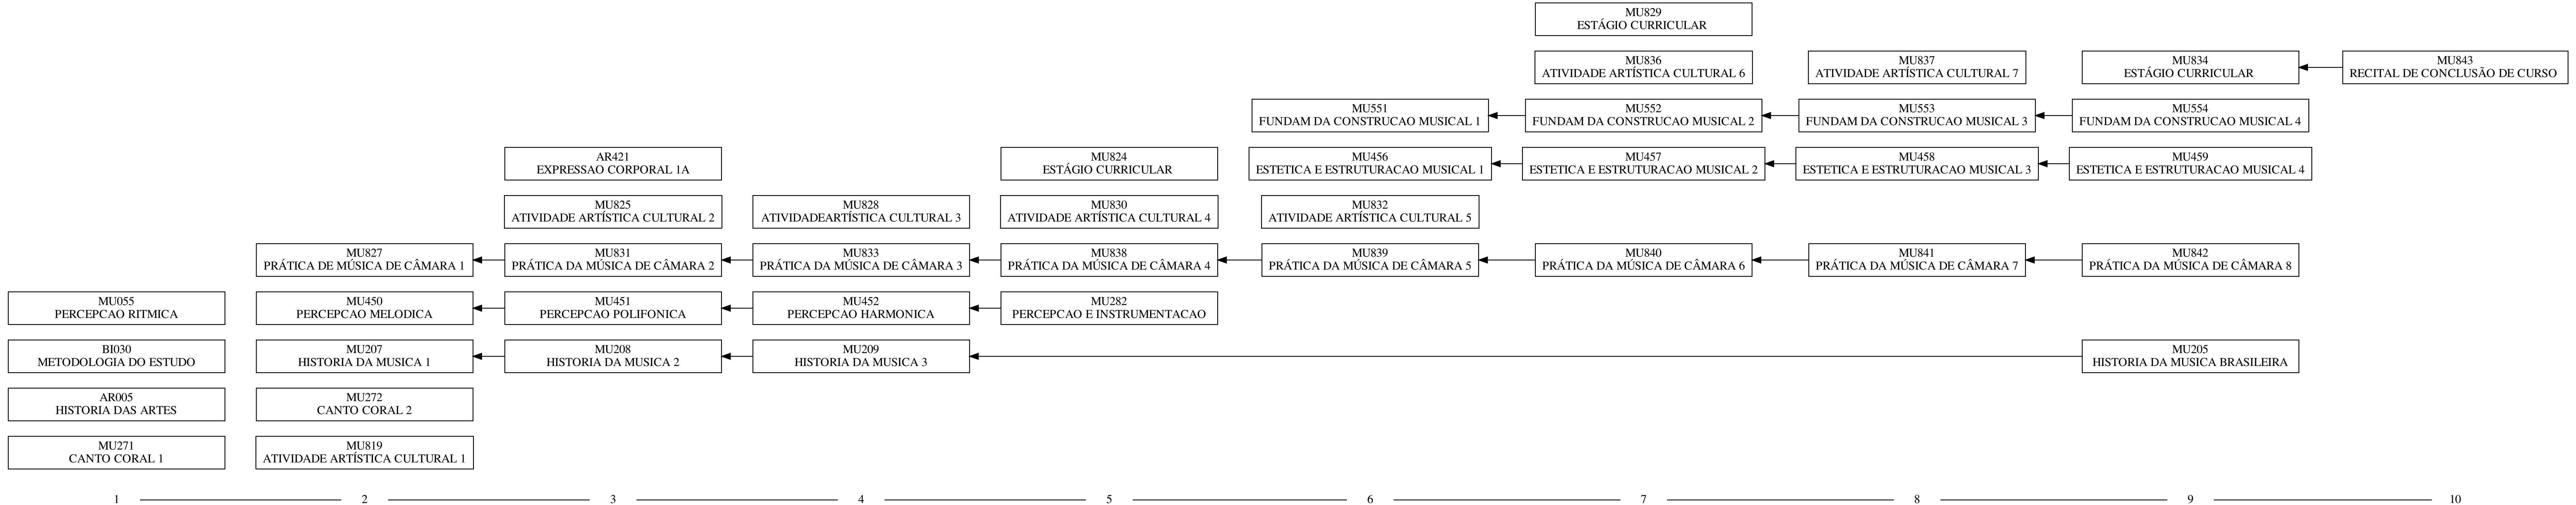 MU829
ESTÁGIO CURRICULAR
MU836
ATIVIDADE ARTÍSTICA CULTURAL 6
MU837
ATIVIDADE ARTÍSTICA CULTURAL 7
MU834
ESTÁGIO CURRICULAR
MU843
RECITAL DE CONCLUSÃO DE CURSO
MU551
FUNDAM DA CONSTRUCAO MUSICAL 1
MU552
FUNDAM DA CONSTRUCAO MUSICAL 2
MU553
FUNDAM DA CONSTRUCAO MUSICAL 3
MU554
FUNDAM DA CONSTRUCAO MUSICAL 4
AR421
EXPRESSAO CORPORAL 1A
MU824
ESTÁGIO CURRICULAR
MU456
ESTETICA E ESTRUTURACAO MUSICAL 1
MU457
ESTETICA E ESTRUTURACAO MUSICAL 2
MU458
ESTETICA E ESTRUTURACAO MUSICAL 3
MU459
ESTETICA E ESTRUTURACAO MUSICAL 4
MU825
ATIVIDADE ARTÍSTICA CULTURAL 2
MU828
ATIVIDADEARTÍSTICA CULTURAL 3
MU830
ATIVIDADE ARTÍSTICA CULTURAL 4
MU832
ATIVIDADE ARTÍSTICA CULTURAL 5
MU827
PRÁTICA DE MÚSICA DE CÂMARA 1
MU831
PRÁTICA DA MÚSICA DE CÂMARA 2
MU833
PRÁTICA DA MÚSICA DE CÂMARA 3
MU838
PRÁTICA DA MÚSICA DE CÂMARA 4
MU839
PRÁTICA DA MÚSICA DE CÂMARA 5
MU840
PRÁTICA DA MÚSICA DE CÂMARA 6
MU841
PRÁTICA DA MÚSICA DE CÂMARA 7
MU842
PRÁTICA DA MÚSICA DE CÂMARA 8
MU055
PERCEPCAO RITMICA
MU450
PERCEPCAO MELODICA
MU451
PERCEPCAO POLIFONICA
MU452
PERCEPCAO HARMONICA
MU282
PERCEPCAO E INSTRUMENTACAO
BI030
METODOLOGIA DO ESTUDO
MU207
HISTORIA DA MUSICA 1
MU208
HISTORIA DA MUSICA 2
MU209
HISTORIA DA MUSICA 3
MU205
HISTORIA DA MUSICA BRASILEIRA
AR005
HISTORIA DAS ARTES
MU272
CANTO CORAL 2
MU271
CANTO CORAL 1
MU819
ATIVIDADE ARTÍSTICA CULTURAL 1
1 2 3 4 5 6 7 8 9 10